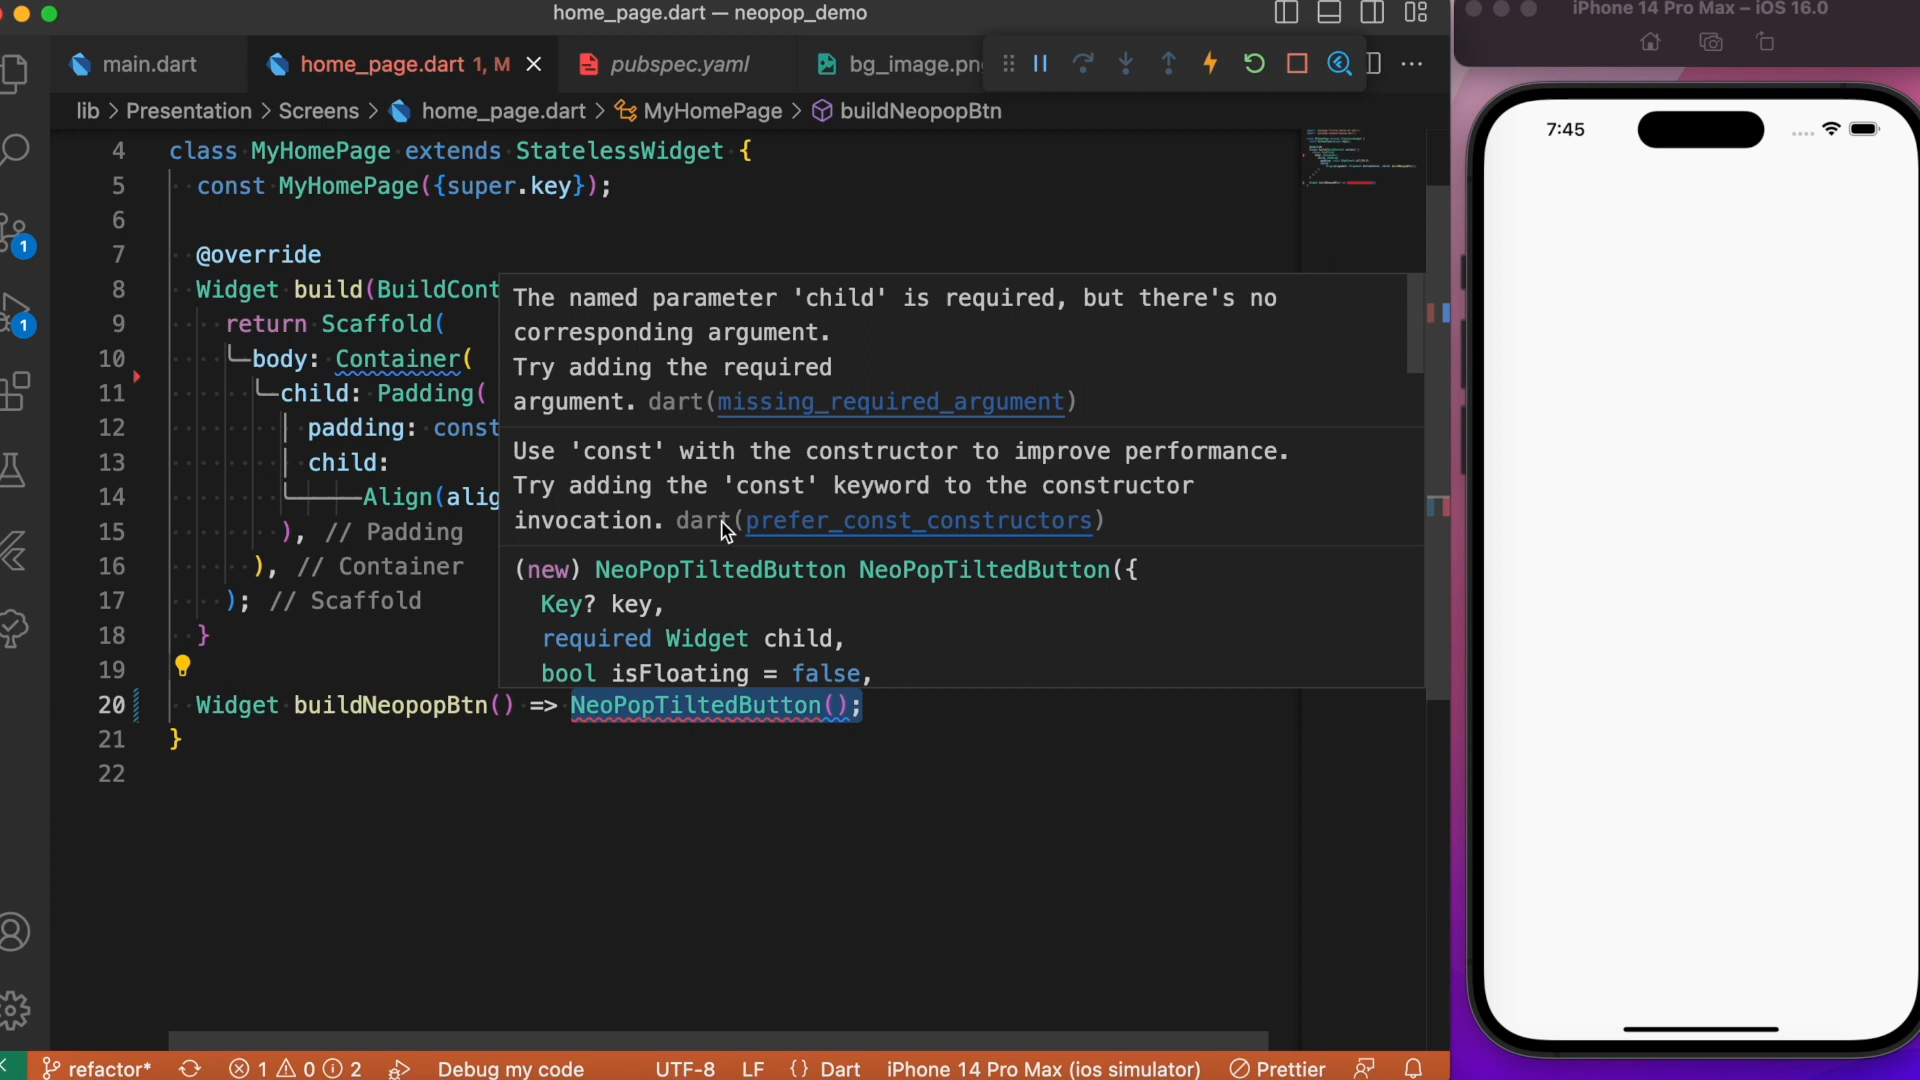 home_page.dart — neopop_demo
main.dart
home_page.dart 1, M
pubspec.yaml
bg_image.pn
lib > Presentation > Screens > home_page.dart > MyHomePage > buildNeopopBtn
4 class MyHomePage extends StatelessWidget {
5 const MyHomePage({super.key});
6
7 @override
8 Widget build(BuildCont
9 return Scaffold(
10 body: Container(
11 child: Padding(
12 padding: const
13 child:
14 Align(alig
15 ), // Padding
16 ), // Container
17 ); // Scaffold
18 }
19
20 Widget buildNeopopBtn() => NeoPopTiltedButton();
21 }
22
The named parameter 'child' is required, but there's no
corresponding argument.
Try adding the required
argument. dart(missing_required_argument)
Use 'const' with the constructor to improve performance.
Try adding the 'const' keyword to the constructor
invocation. dart(prefer_const_constructors)
(new) NeoPopTiltedButton NeoPopTiltedButton({
Key? key,
required Widget child,
bool isFloating = false,
1
1
refactor* 1 0 2 Debug my code UTF-8 LF {} Dart iPhone 14 Pro Max (ios simulator) Prettier
iPhone 14 Pro Max – iOS 16.0
7:45